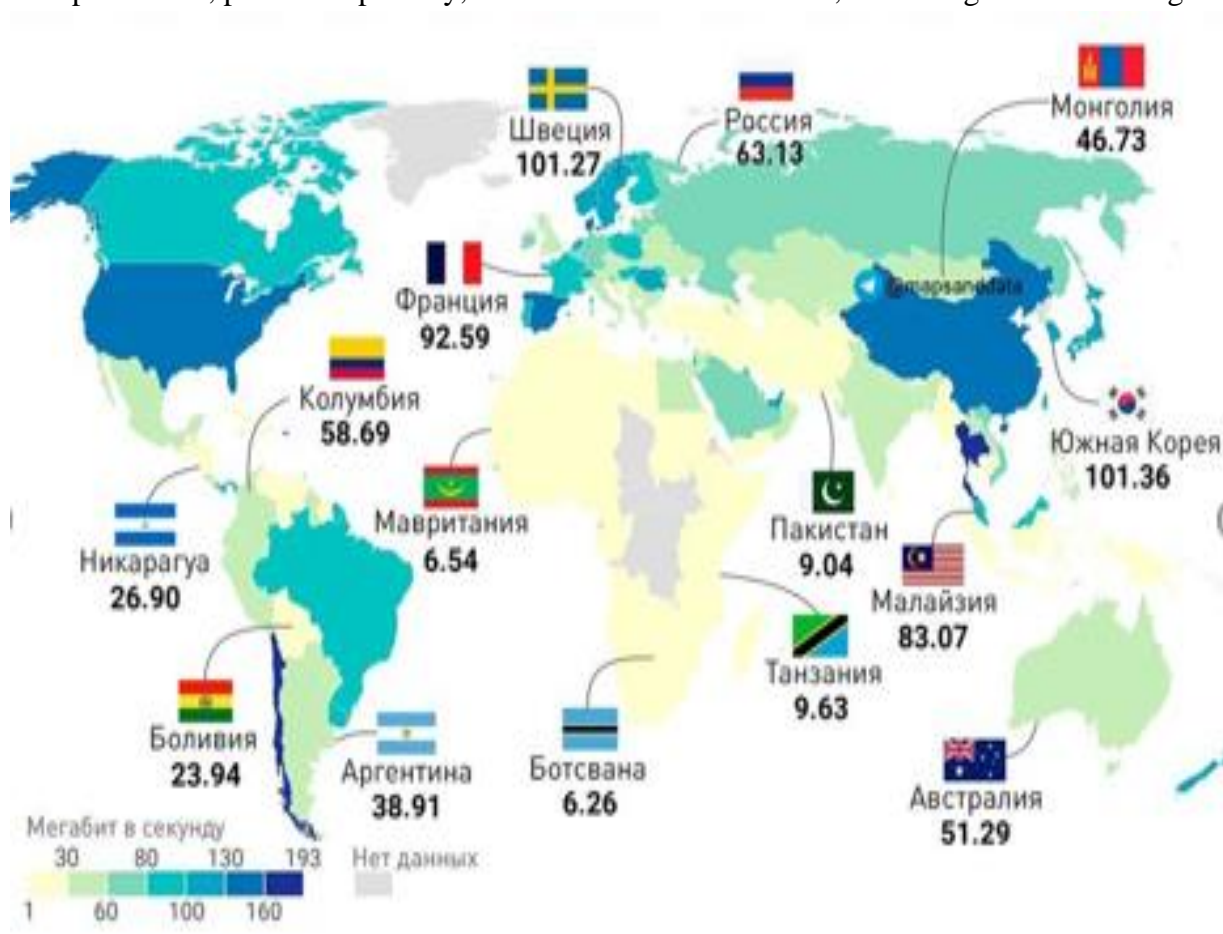 Швеция
101.27
Россия
63.13
Монголия
46.73
Франция
92.59
@mapsanddata
Колумбия
58.69
Южная Корея
101.36
Мавритания
6.54
Пакистан
9.04
Никарагуа
26.90
Малайзия
83.07
Танзания
9.63
Боливия
23.94
Аргентина
38.91
Ботсвана
6.26
Австралия
51.29
Мегабит в секунду
30 80 130 193
1 60 100 160
Нет данных